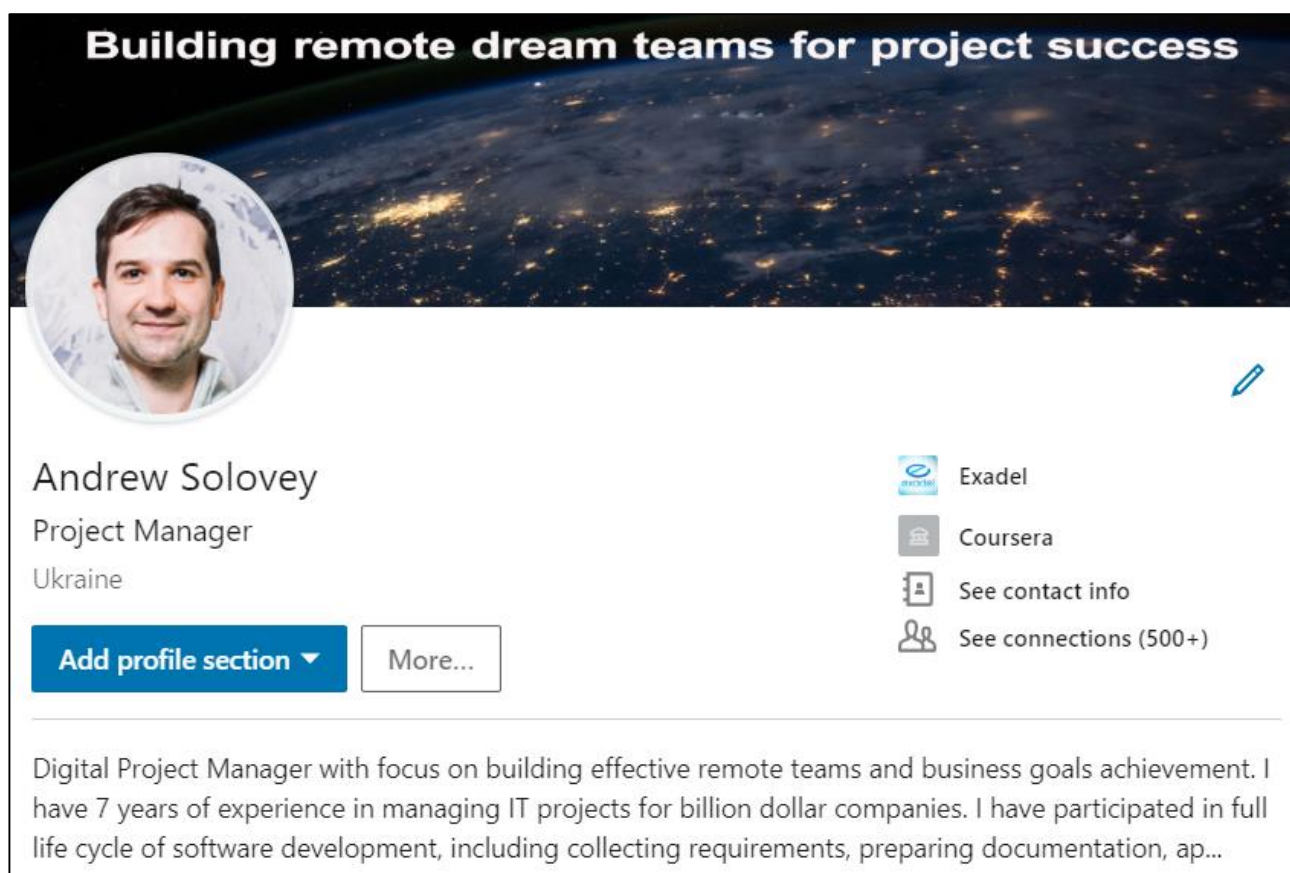 Building remote dream teams for project success
Andrew Solovey
Project Manager
Ukraine
Add profile section
More...
exadel
Exadel
Coursera
See contact info
See connections (500+)
Digital Project Manager with focus on building effective remote teams and business goals achievement. I
have 7 years of experience in managing IT projects for billion dollar companies. I have participated in full
life cycle of software development, including collecting requirements, preparing documentation, ap...